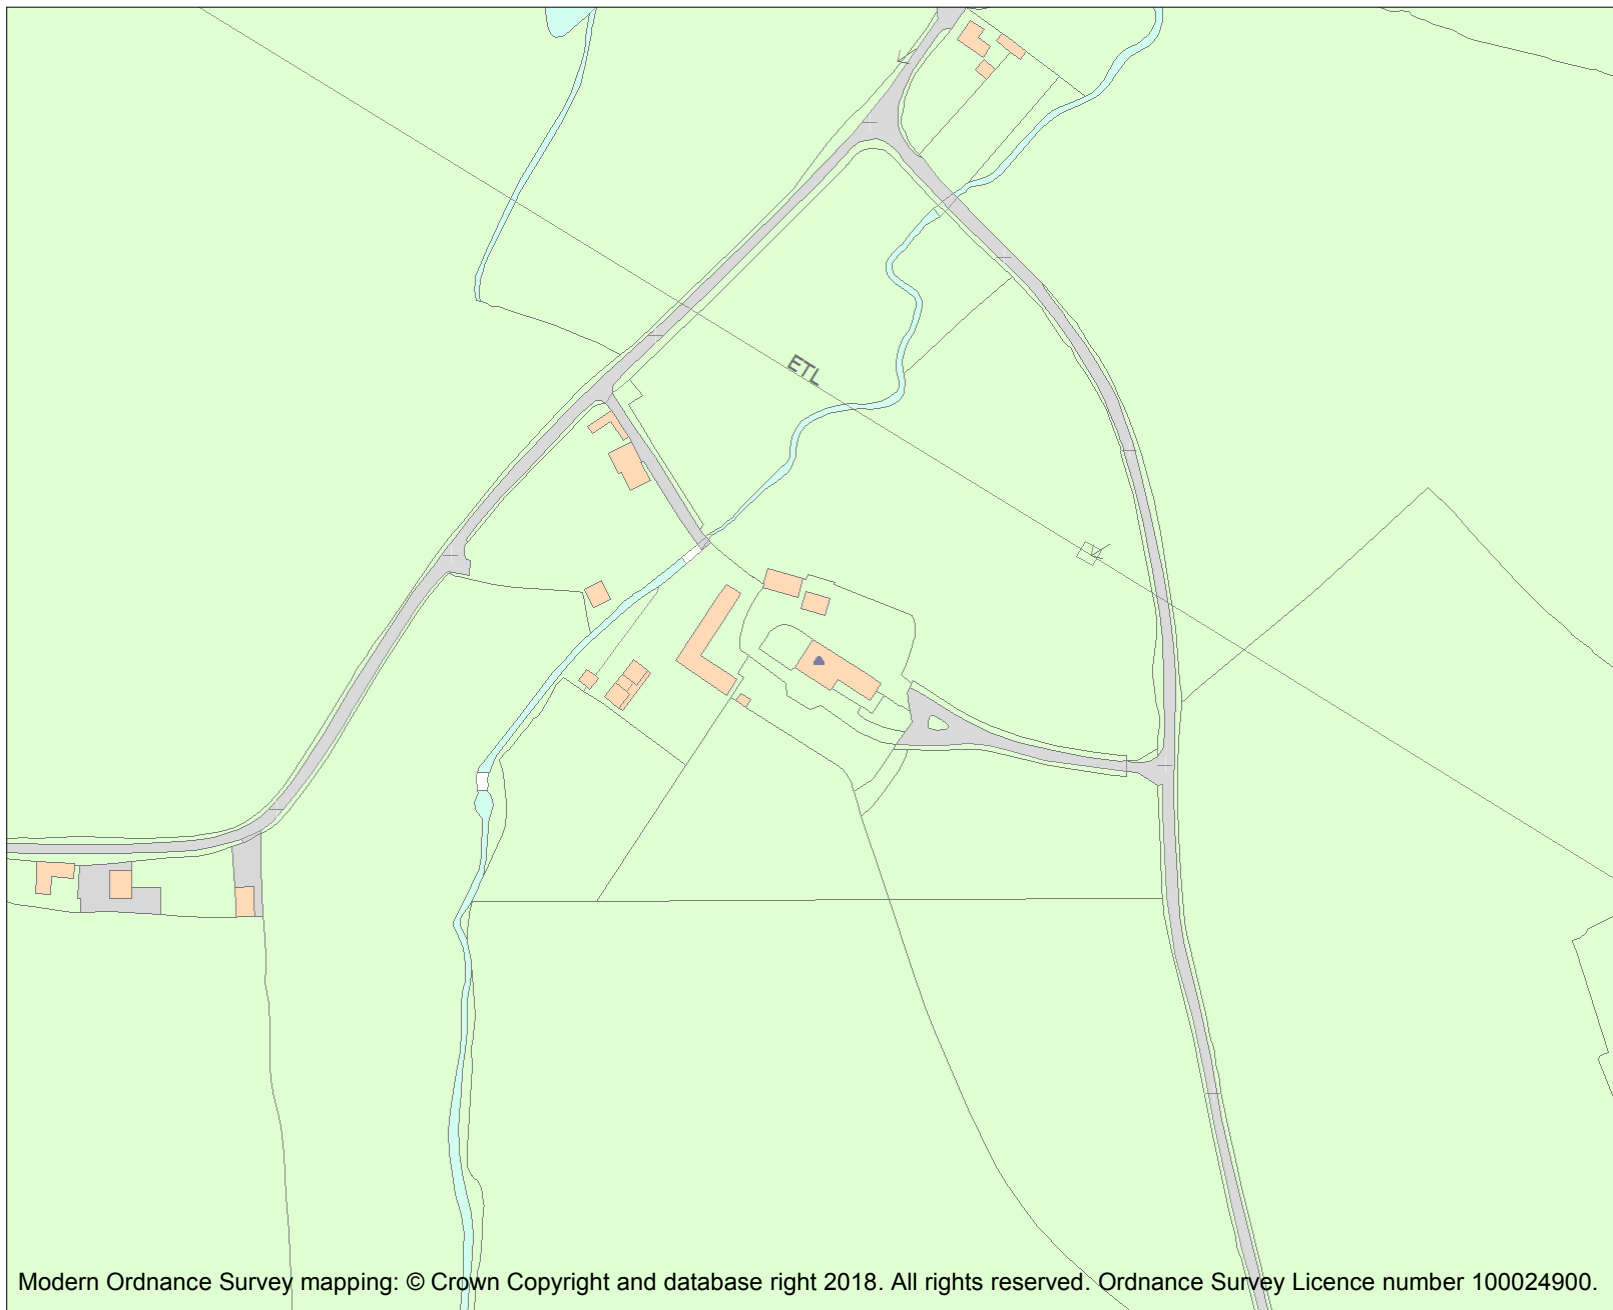 ETL
Modern Ordnance Survey mapping: © Crown Copyright and database right 2018. All rights reserved. Ordnance Survey Licence number 100024900.